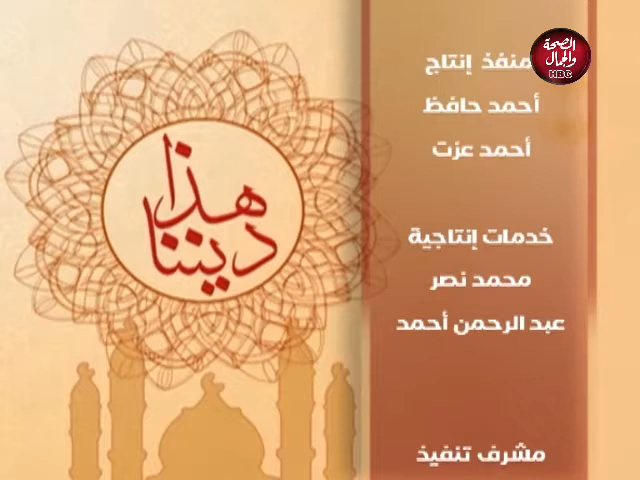 الصحة
والجمال
HBC
منفذ إنتاج
أحمد حافظ
أحمد عزت
هذا
ديننا
خدمات إنتاجية
محمد نصر
عبد الرحمن أحمد
مشرف تنفيذ